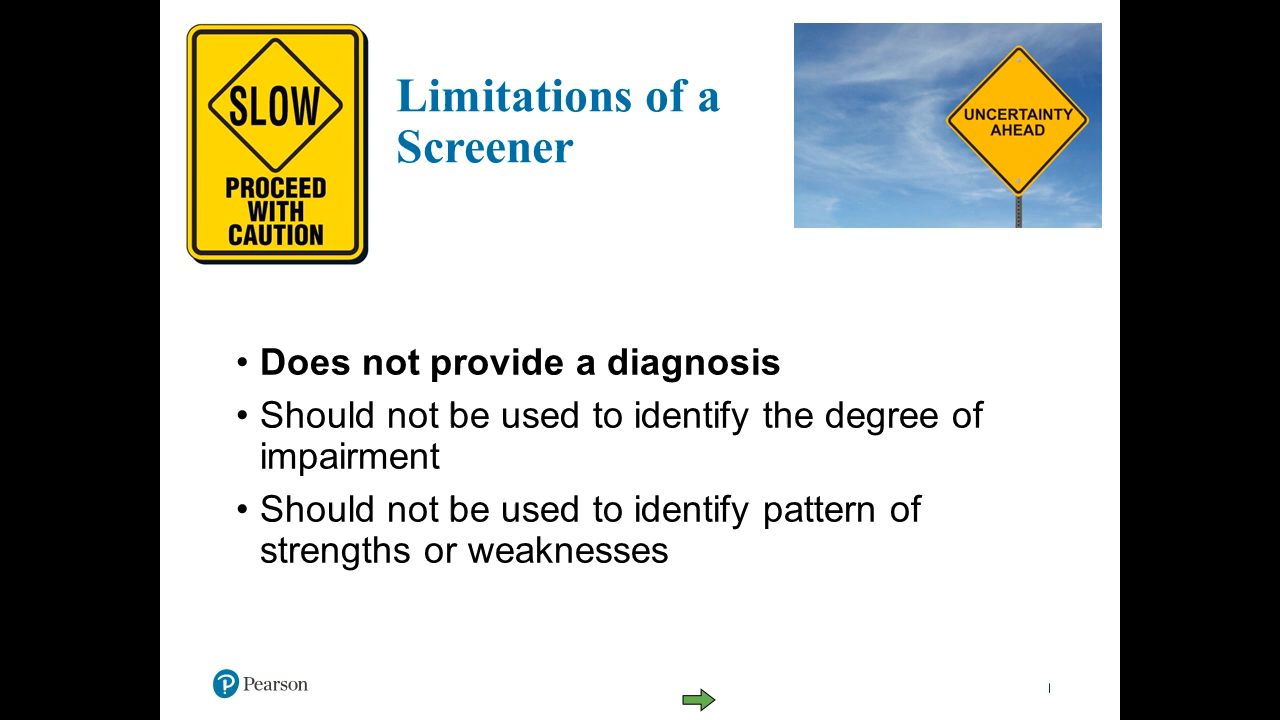 SLOW
PROCEED
WITH
CAUTION
Limitations of a
Screener
UNCERTAINTY
AHEAD
• Does not provide a diagnosis
• Should not be used to identify the degree of
impairment
• Should not be used to identify pattern of
strengths or weaknesses
Pearson